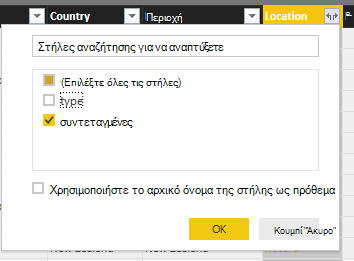 Country Περιοχή Location
Στήλες αναζήτησης για να αναπτύξετε
(Επιλέξτε όλες τις στήλες)
type
συντεταγμένες
Χρησιμοποιήστε το αρχικό όνομα της στήλης ως πρόθεμα
OK Κουμπί "Άκυρο"